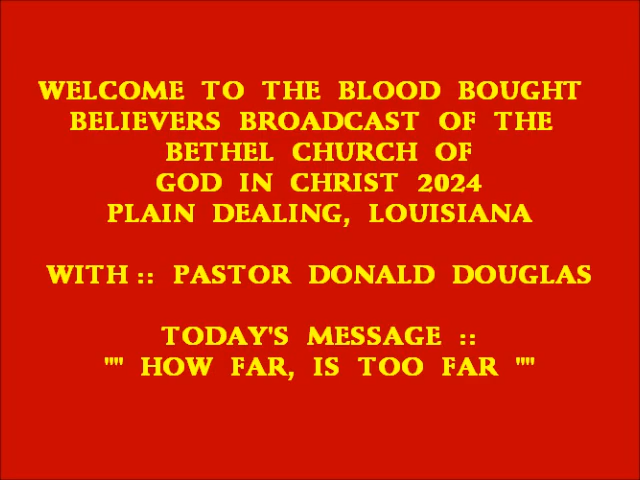 WELCOME TO THE BLOOD BOUGHT
BELIEVERS BROADCAST OF THE
BETHEL CHURCH OF
GOD IN CHRIST 2024
PLAIN DEALING, LOUISIANA
WITH :: PASTOR DONALD DOUGLAS
TODAY'S MESSAGE ::
"" HOW FAR, IS TOO FAR ""